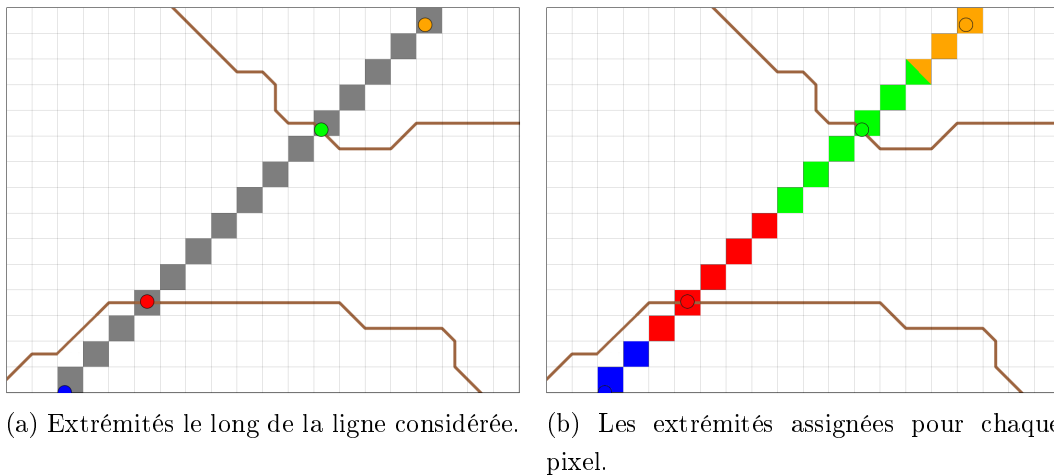 (a) Extrémités le long de la ligne considérée.
(b) Les extrémités assignées pour chaque
pixel.